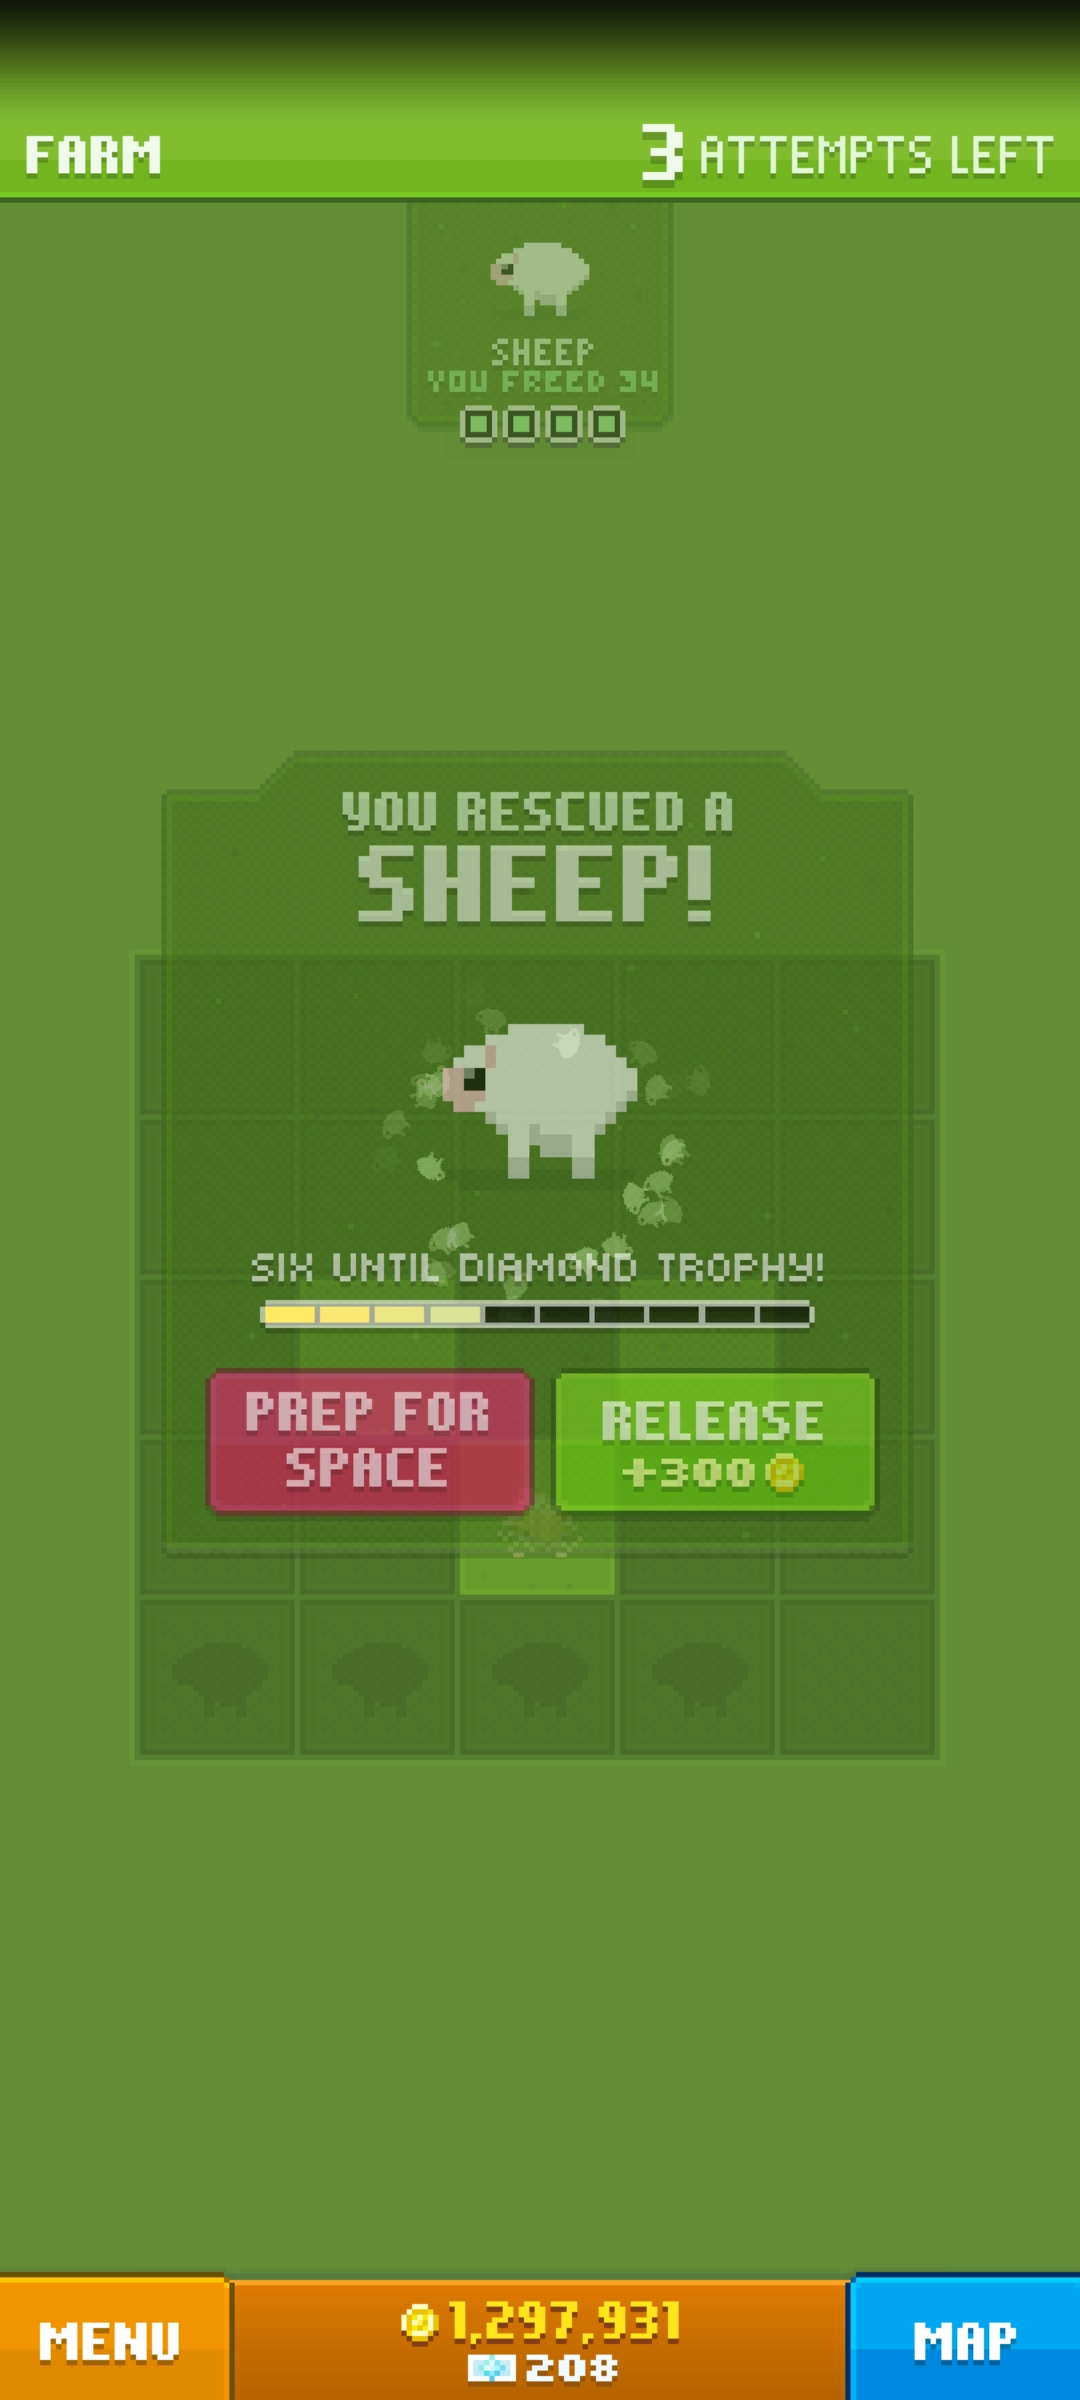 FARM
3 ATTEMPTS LEFT
SHEEP
YOU FREED 34
YOU RESCUED A
SHEEP!
SIX UNTIL DIAMOND TROPHY!
PREP FOR
SPACE
RELEASE
+300
MENU
1,297,931
208
MAP